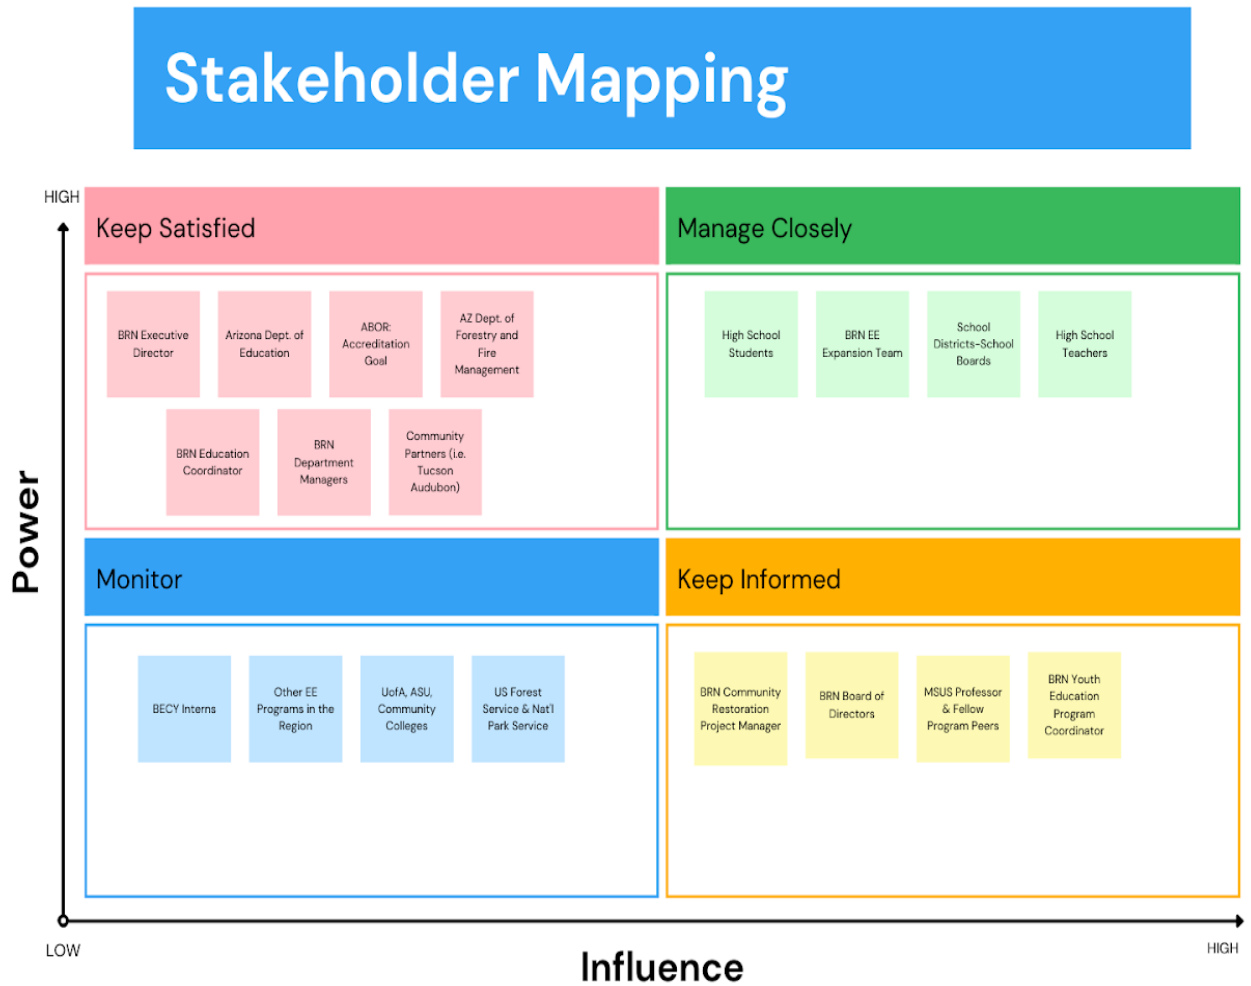 Stakeholder Mapping
HIGH
Keep Satisfied
Manage Closely
BRN Executive
Director
Arizona Dept. of
Education
ABOR:
Accreditation
Goal
AZ Dept. of
Forestry and
Fire
Management
High School
Students
BRN EE
Expansion Team
School
Districts-School
Boards
High School
Teachers
BRN Education
Coordinator
BRN
Department
Managers
Community
Partners (i.e.
Tucson
Audubon)
Power
Monitor
Keep Informed
BECY Interns
Other EE
Programs in the
Region
UofA, ASU,
Community
Colleges
US Forest
Service & Nat'l
Park Service
BRN Community
Restoration
Project Manager
BRN Board of
Directors
MSUS Professor
& Fellow
Program Peers
BRN Youth
Education
Program
Coordinator
LOW
Influence
HIGH